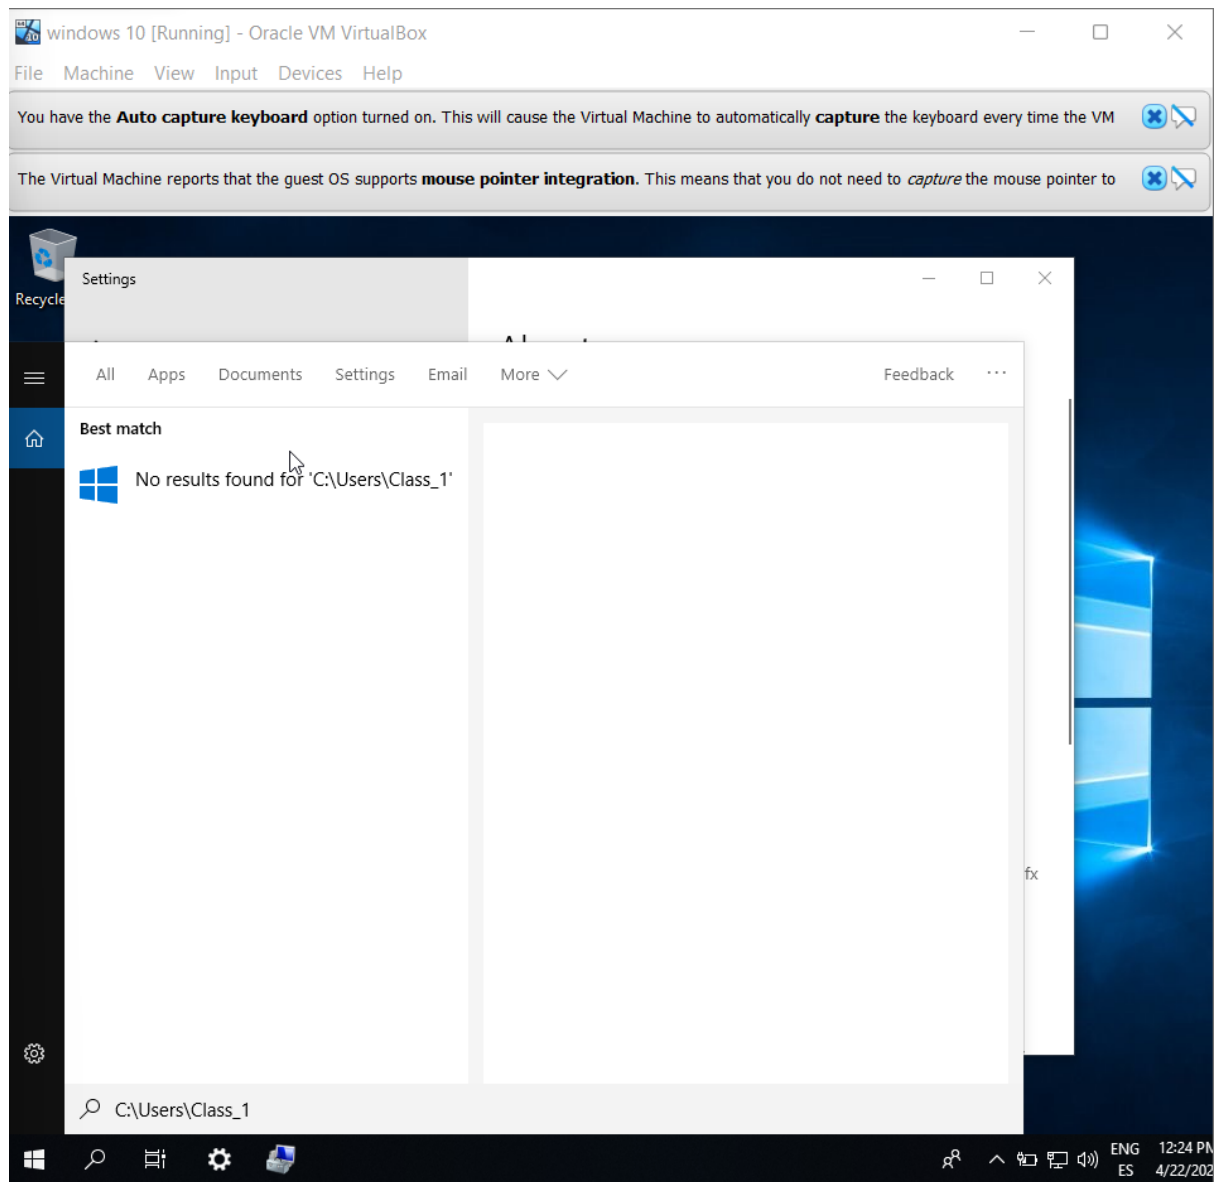 windows 10 [Running] - Oracle VM VirtualBox
File Machine View Input Devices Help
You have the Auto capture keyboard option turned on. This will cause the Virtual Machine to automatically capture the keyboard every time the VM
The Virtual Machine reports that the guest OS supports mouse pointer integration. This means that you do not need to capture the mouse pointer to
Recycle
Settings
All Apps Documents Settings Email More Feedback ...
Best match
No results found for 'C:\Users\Class_1'
fx
C:\Users\Class_1
ENG 12:24 PM
ES 4/22/202